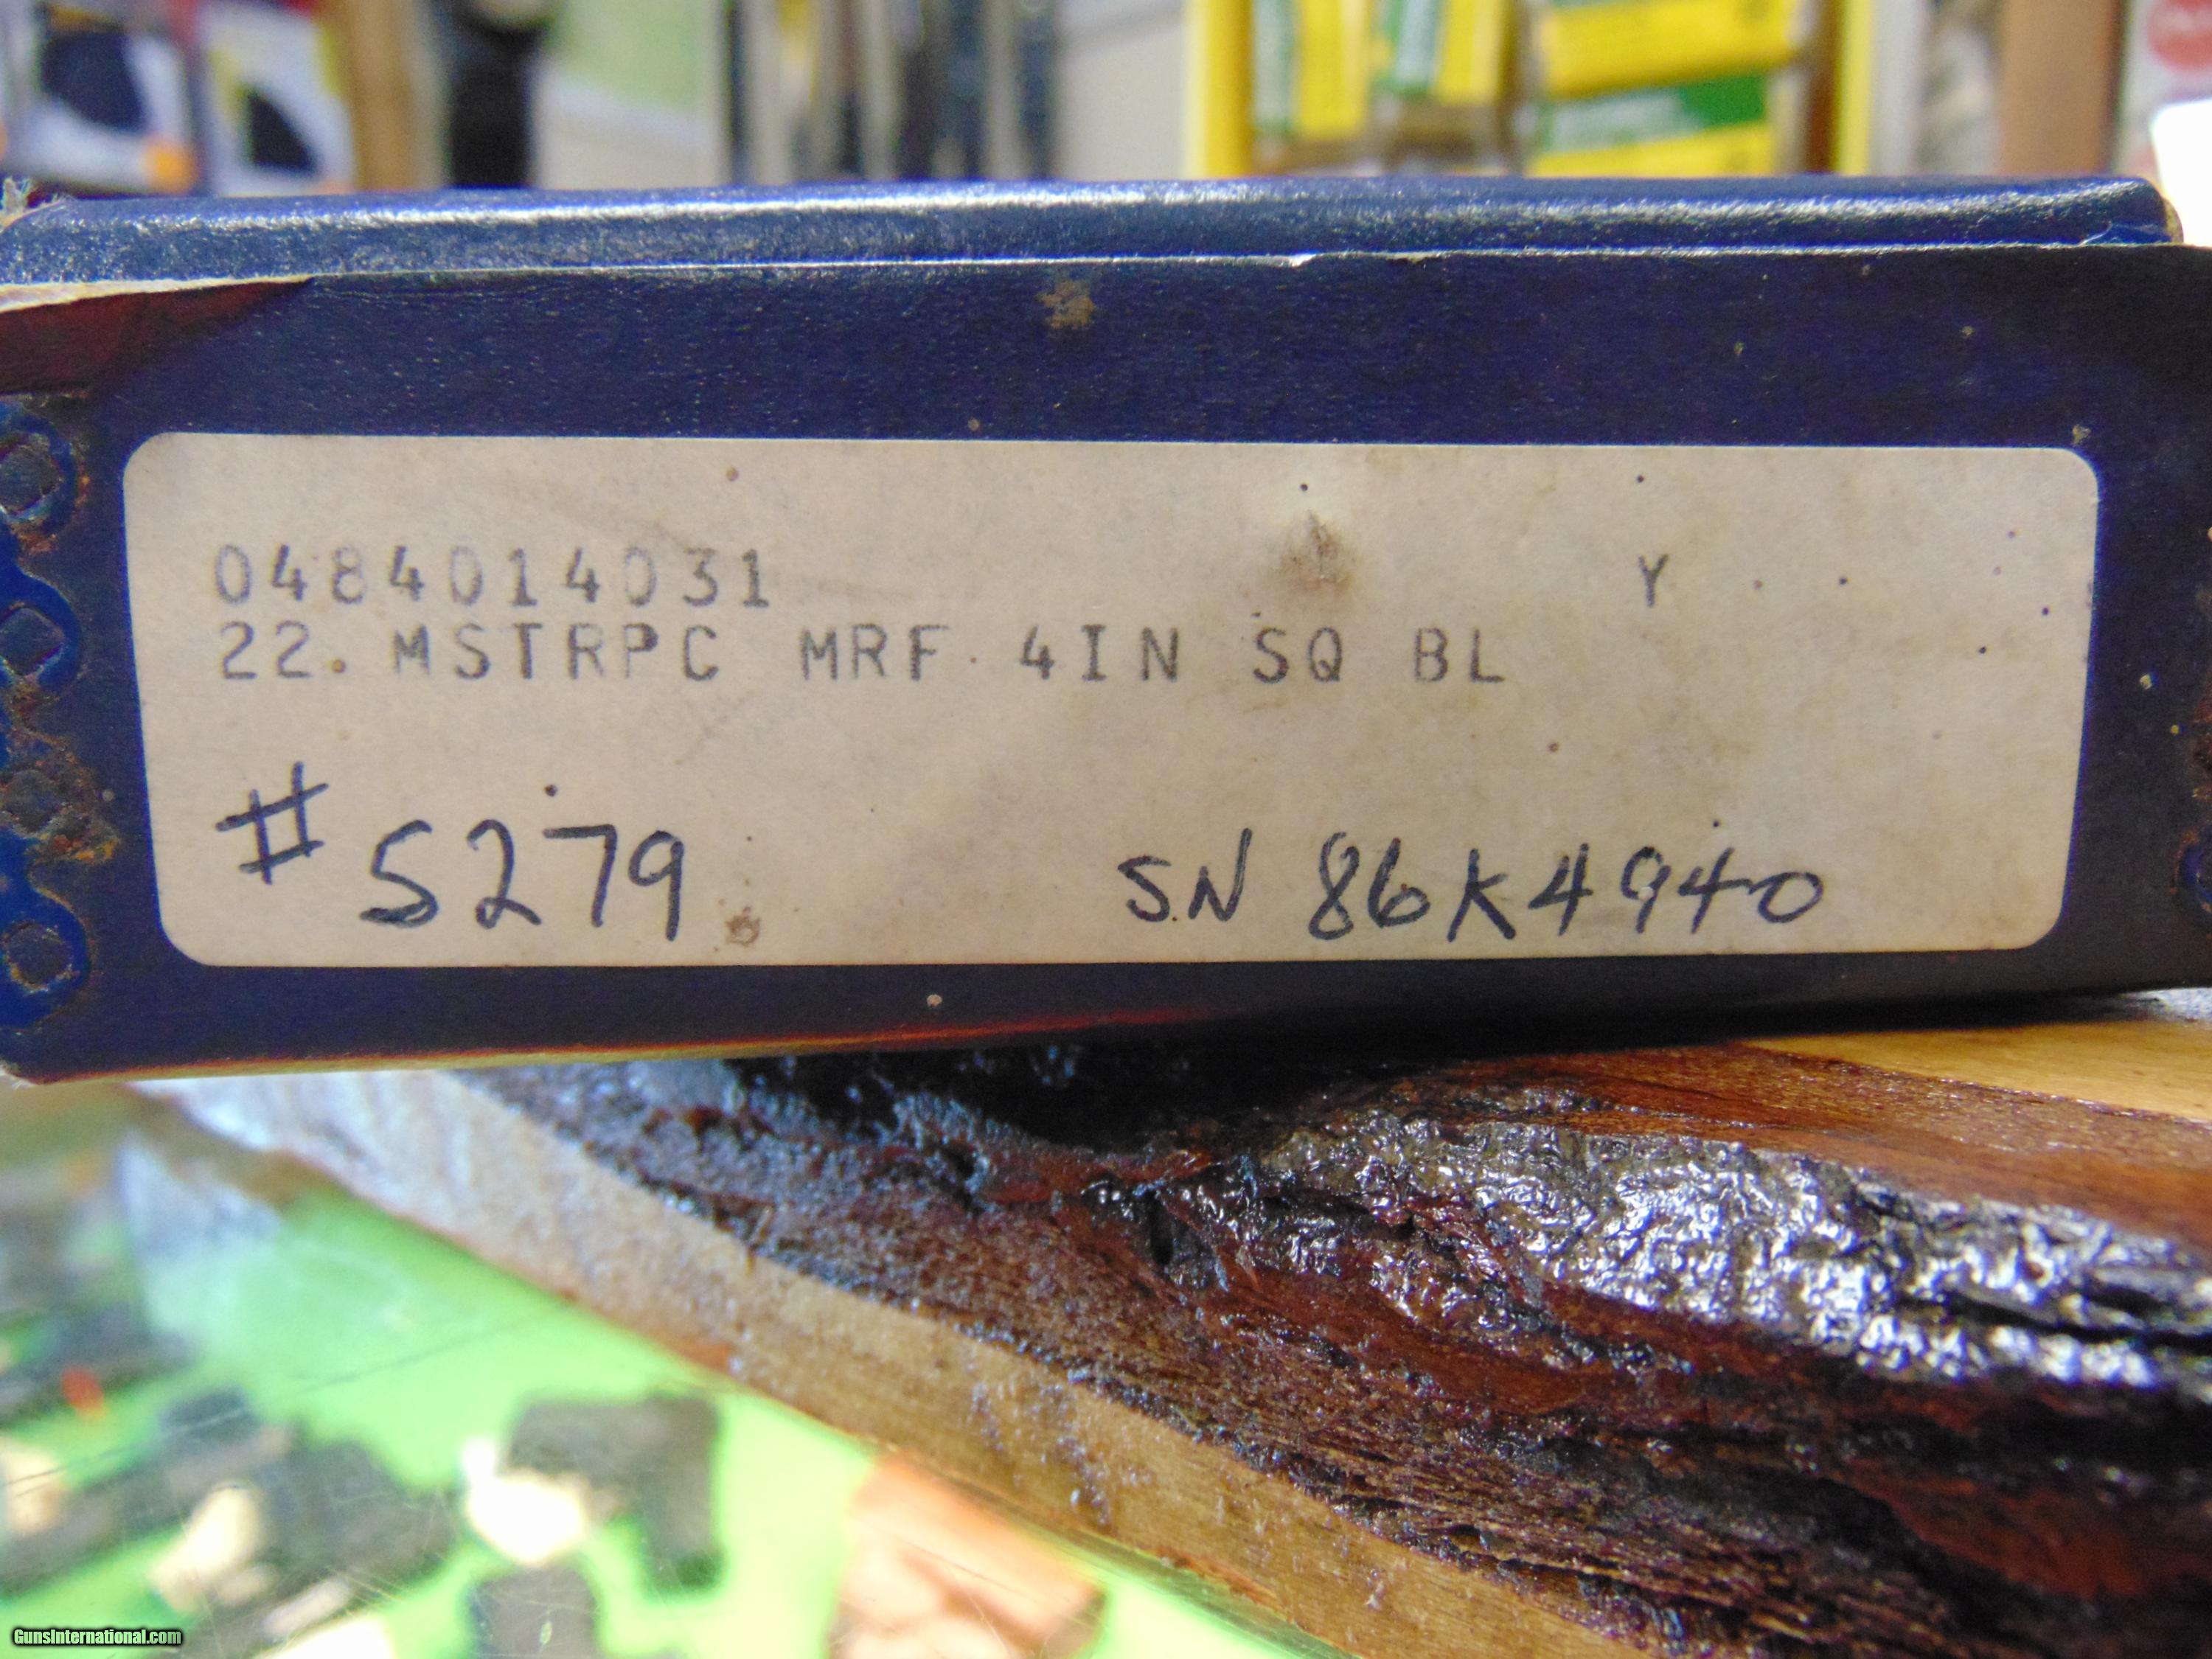 0484014031 Y
22. MSTRPC MRF 4IN SQ BL
# 5279 SN 86K4940
GunsInternational.com